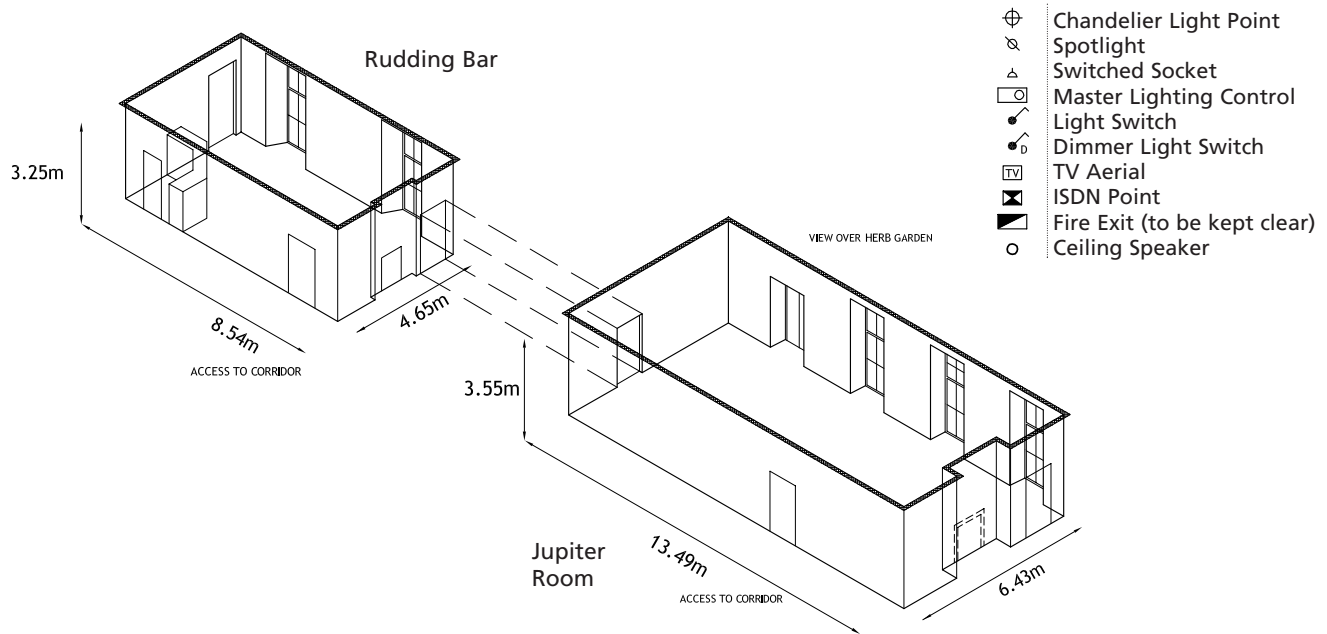 Rudding Bar
3.25m
8.54m
4.65m
ACCESS TO CORRIDOR
VIEW OVER HERB GARDEN
3.55m
Jupiter
Room
13.49m
6.43m
ACCESS TO CORRIDOR
Chandelier Light Point
Spotlight
Switched Socket
Master Lighting Control
Light Switch
D Dimmer Light Switch
TV TV Aerial
ISDN Point
Fire Exit (to be kept clear)
Ceiling Speaker